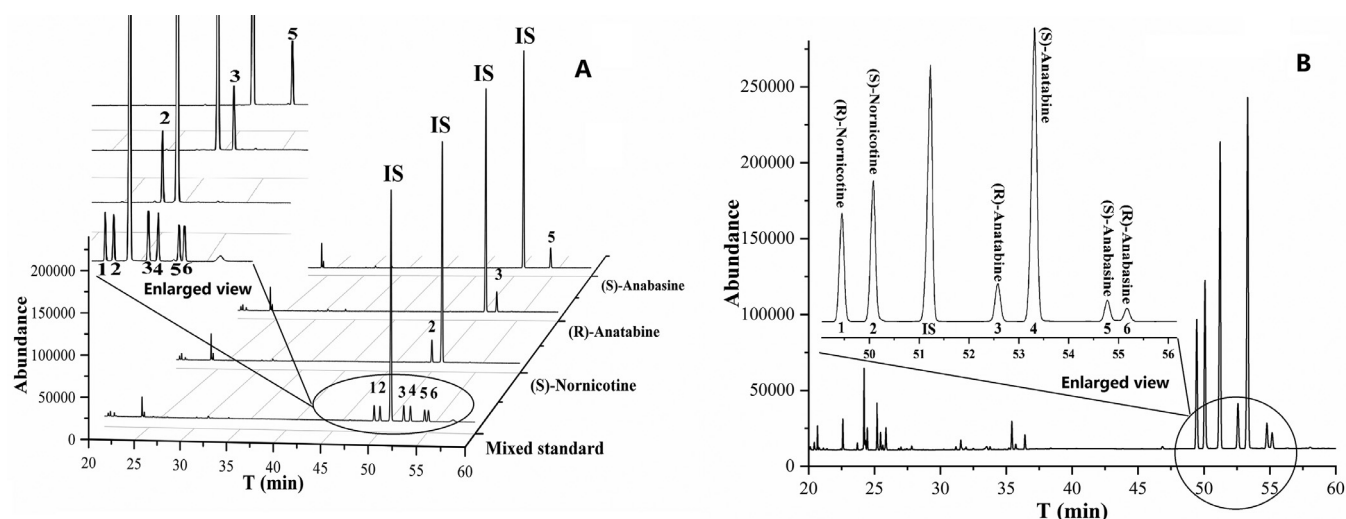 A
IS
IS
IS
IS
5
3
2
1 2 3 4 5 6
Enlarged view
5
3
2
1 2 3 4 5 6
(S)-Anabasine
(R)-Anatabine
(S)-Nornicotine
Mixed standard
Abundance
200000
150000
100000
50000
0
20 25 30 35 40 45 50 55 60
T (min)
B
Abundance
250000
200000
150000
100000
50000
0
(R)-Nornicotine
(S)-Nornicotine
(R)-Anatabine
(S)-Anatabine
(S)-Anabasine
(R)-Anabasine
1 2 IS 3 4 5 6
50 51 52 53 54 55 56
Enlarged view
20 25 30 35 40 45 50 55 60
T (min)